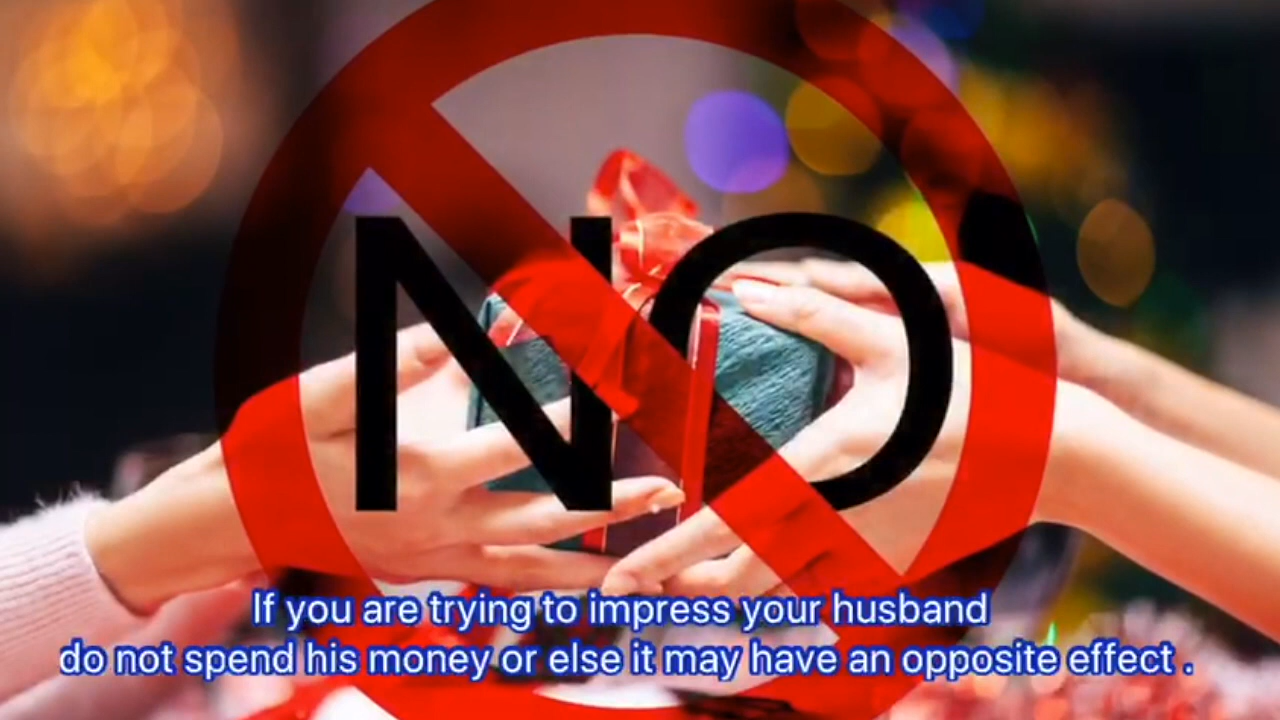 NO
If you are trying to impress your husband
do not spend his money or else it may have an opposite effect .